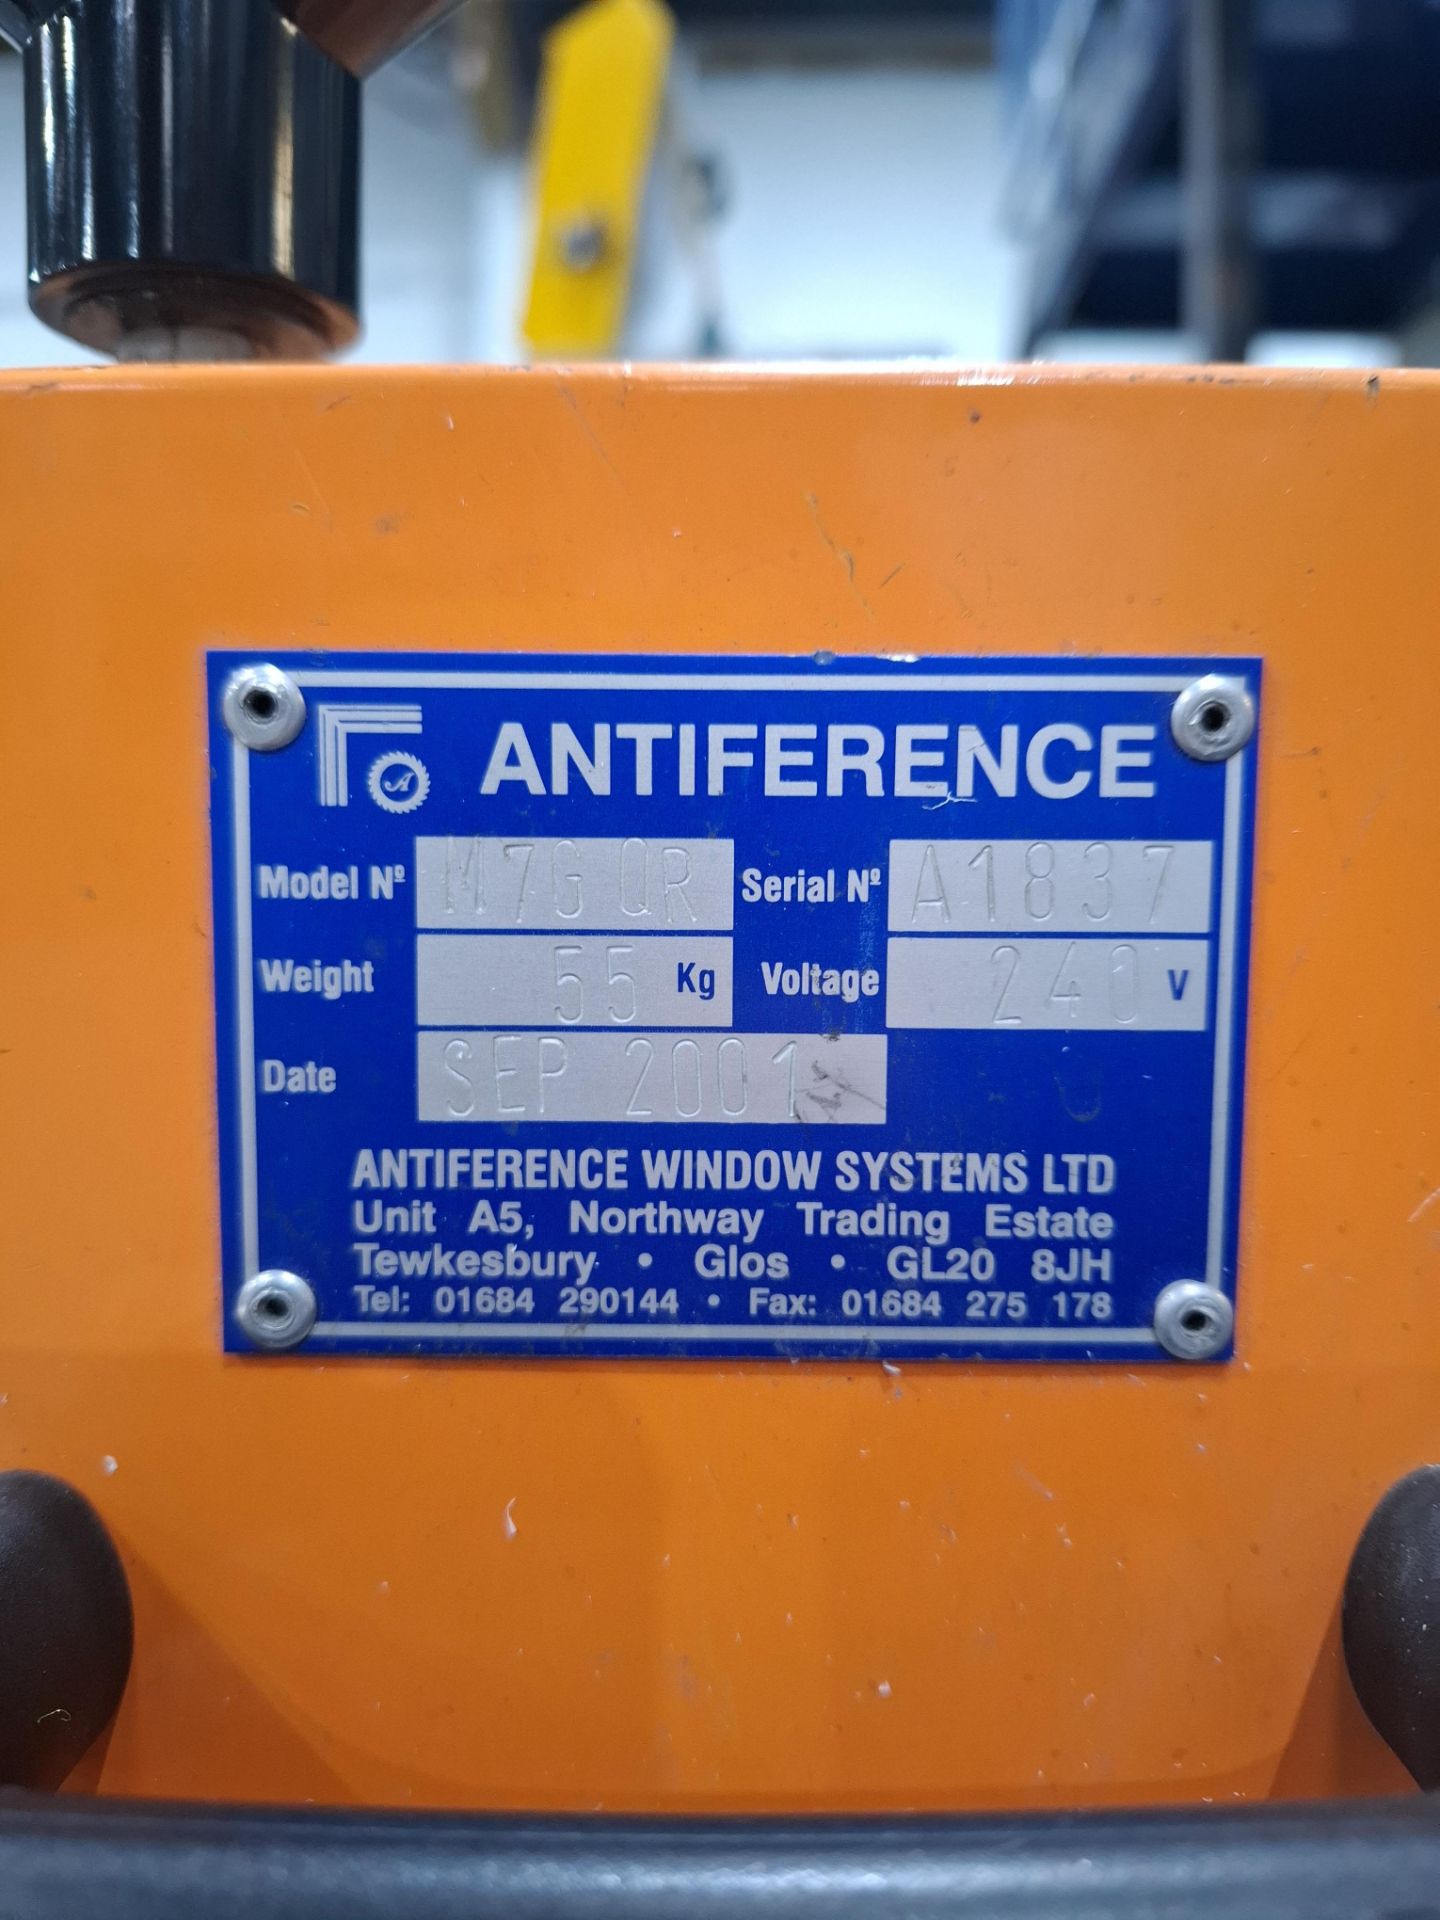 ANTIFERENCE
Model Nº M7G QR Serial Nº A1837
Weight 55 Kg Voltage 240 V
Date SEP 2001
ANTIFERENCE WINDOW SYSTEMS LTD
Unit A5, Northway Trading Estate
Tewkesbury • Glos • GL20 8JH
Tel: 01684 290144 • Fax: 01684 275 178